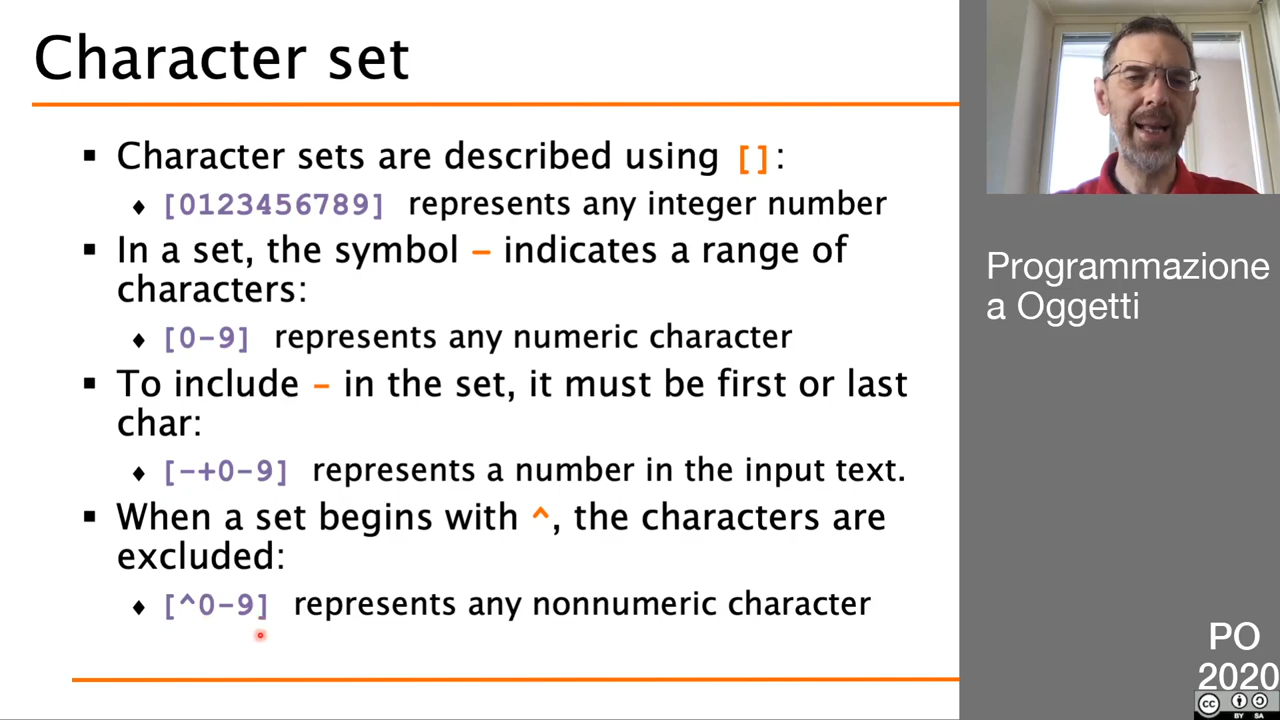 Character set
▪ Character sets are described using []:
♦ [0123456789] represents any integer number
▪ In a set, the symbol – indicates a range of
characters:
♦ [0-9] represents any numeric character
▪ To include – in the set, it must be first or last
char:
♦ [-+0-9] represents a number in the input text.
▪ When a set begins with ^, the characters are
excluded:
♦ [^0-9] represents any nonnumeric character
Programmazione
a Oggetti
PO
2020
CC
BY SA